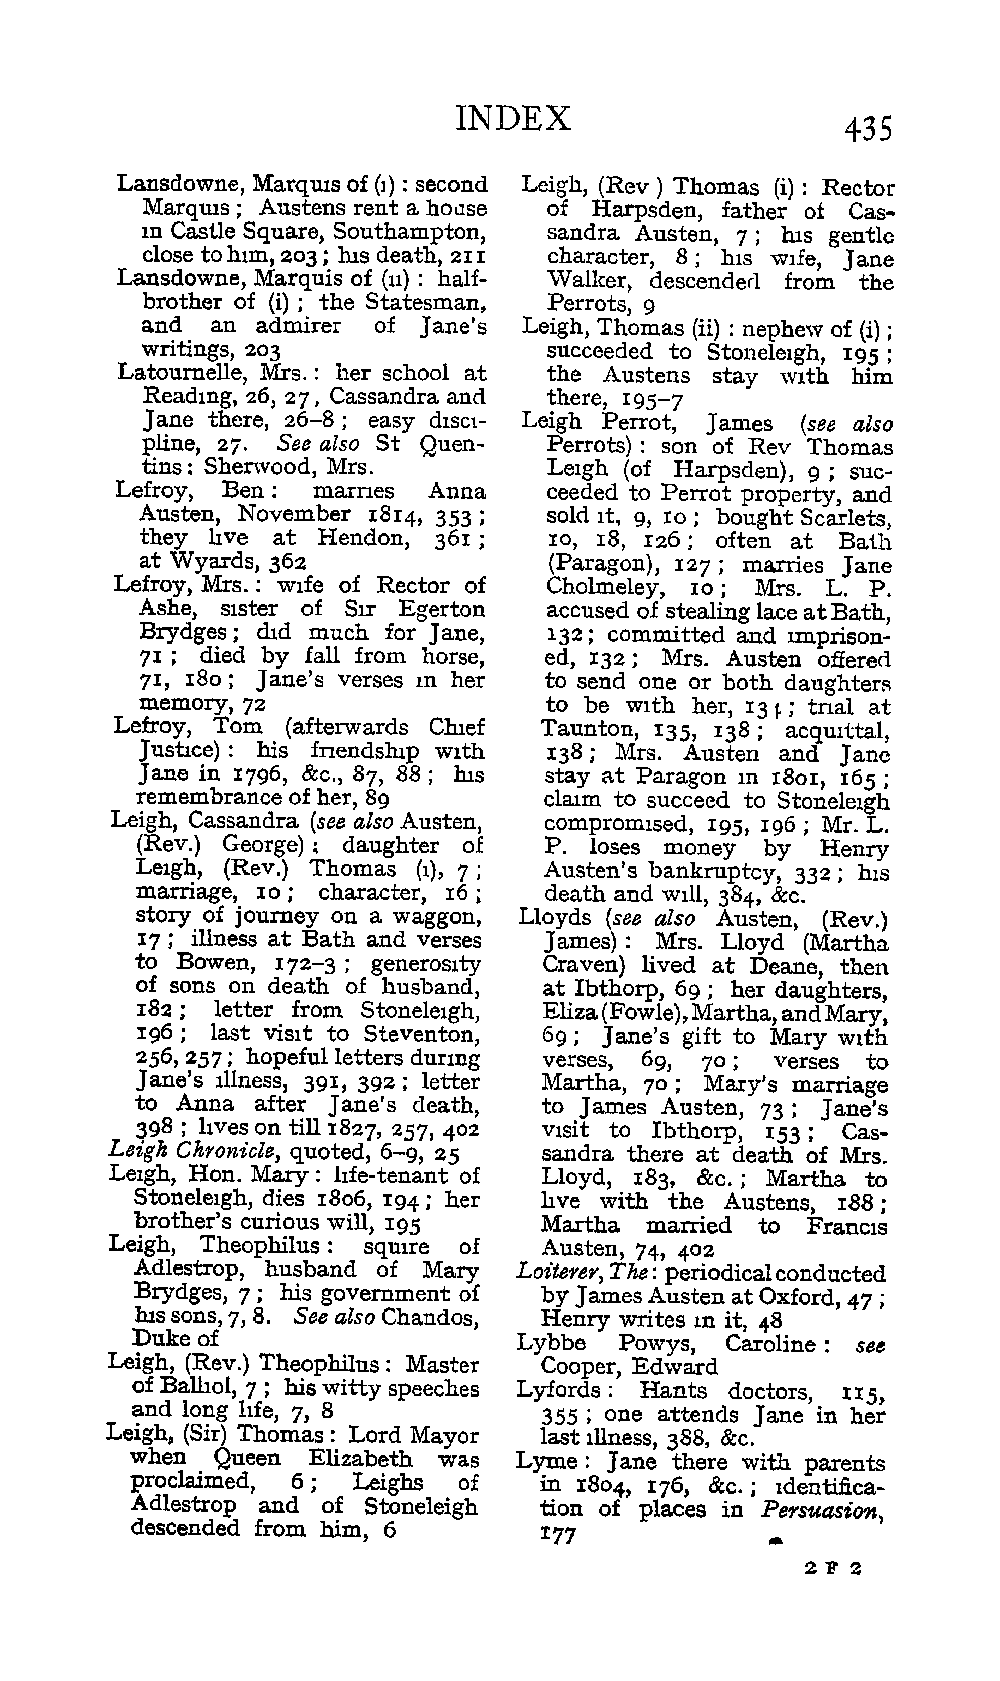 INDEX
435
Lansdowne, Marquis of (i) : second
Marquis ; Austens rent a house
in Castle Square, Southampton,
close to him, 203 ; his death, 211
Lansdowne, Marquis of (ii) : half-
brother of (i) ; the Statesman,
and an admirer of Jane's
writings, 203
Latournelle, Mrs. : her school at
Reading, 26, 27, Cassandra and
Jane there, 26–8 ; easy disci-
pline, 27. See also St Quen-
tins : Sherwood, Mrs.
Lefroy, Ben : marries Anna
Austen, November 1814, 353 ;
they live at Hendon, 361 ;
at Wyards, 362
Lefroy, Mrs. : wife of Rector of
Ashe, sister of Sir Egerton
Brydges ; did much for Jane,
71 ; died by fall from horse,
71, 180 ; Jane's verses in her
memory, 72
Lefroy, Tom (afterwards Chief
Justice) : his friendship with
Jane in 1796, &c., 87, 88 ; his
remembrance of her, 89
Leigh, Cassandra (see also Austen,
(Rev.) George) ; daughter of
Leigh, (Rev.) Thomas (i), 7 ;
marriage, 10 ; character, 16 ;
story of journey on a waggon,
17 ; illness at Bath and verses
to Bowen, 172–3 ; generosity
of sons on death of husband,
182 ; letter from Stoneleigh,
196 ; last visit to Steventon,
256, 257 ; hopeful letters during
Jane's illness, 391, 392 ; letter
to Anna after Jane's death,
398 ; lives on till 1827, 257, 402
Leigh Chronicle, quoted, 6–9, 25
Leigh, Hon. Mary : life-tenant of
Stoneleigh, dies 1806, 194 ; her
brother's curious will, 195
Leigh, Theophilus : squire of
Adlestrop, husband of Mary
Brydges, 7 ; his government of
his sons, 7, 8. See also Chandos,
Duke of
Leigh, (Rev.) Theophilus : Master
of Balliol, 7 ; his witty speeches
and long life, 7, 8
Leigh, (Sir) Thomas : Lord Mayor
when Queen Elizabeth was
proclaimed, 6 ; Leighs of
Adlestrop and of Stoneleigh
descended from him, 6
Leigh, (Rev ) Thomas (i) : Rector
of Harpsden, father of Cas-
sandra Austen, 7 ; his gentle
character, 8 ; his wife, Jane
Walker, descended from the
Perrots, 9
Leigh, Thomas (ii) : nephew of (i) ;
succeeded to Stoneleigh, 195 ;
the Austens stay with him
there, 195–7
Leigh Perrot, James (see also
Perrots) : son of Rev Thomas
Leigh (of Harpsden), 9 ; suc-
ceeded to Perrot property, and
sold it, 9, 10 ; bought Scarlets,
10, 18, 126 ; often at Bath
(Paragon), 127 ; marries Jane
Cholmeley, 10 ; Mrs. L. P.
accused of stealing lace at Bath,
132 ; committed and imprison-
ed, 132 ; Mrs. Austen offered
to send one or both daughters
to be with her, 134 ; trial at
Taunton, 135, 138 ; acquittal,
138 ; Mrs. Austen and Jane
stay at Paragon in 1801, 165 ;
claim to succeed to Stoneleigh
compromised, 195, 196 ; Mr. L.
P. loses money by Henry
Austen's bankruptcy, 332 ; his
death and will, 384, &c.
Lloyds (see also Austen, (Rev.)
James) : Mrs. Lloyd (Martha
Craven) lived at Deane, then
at Ibthorp, 69 ; her daughters,
Eliza (Fowle), Martha, and Mary,
69 ; Jane's gift to Mary with
verses, 69, 70 ; verses to
Martha, 70 ; Mary's marriage
to James Austen, 73 ; Jane's
visit to Ibthorp, 153 ; Cas-
sandra there at death of Mrs.
Lloyd, 183, &c. ; Martha to
live with the Austens, 188 ;
Martha married to Francis
Austen, 74, 402
Loiterer, The : periodical conducted
by James Austen at Oxford, 47 ;
Henry writes in it, 48
Lybbe Powys, Caroline : see
Cooper, Edward
Lyfords : Hants doctors, 115,
355 ; one attends Jane in her
last illness, 388, &c.
Lyme : Jane there with parents
in 1804, 176, &c. ; identifica-
tion of places in Persuasion,
177
2 F 2